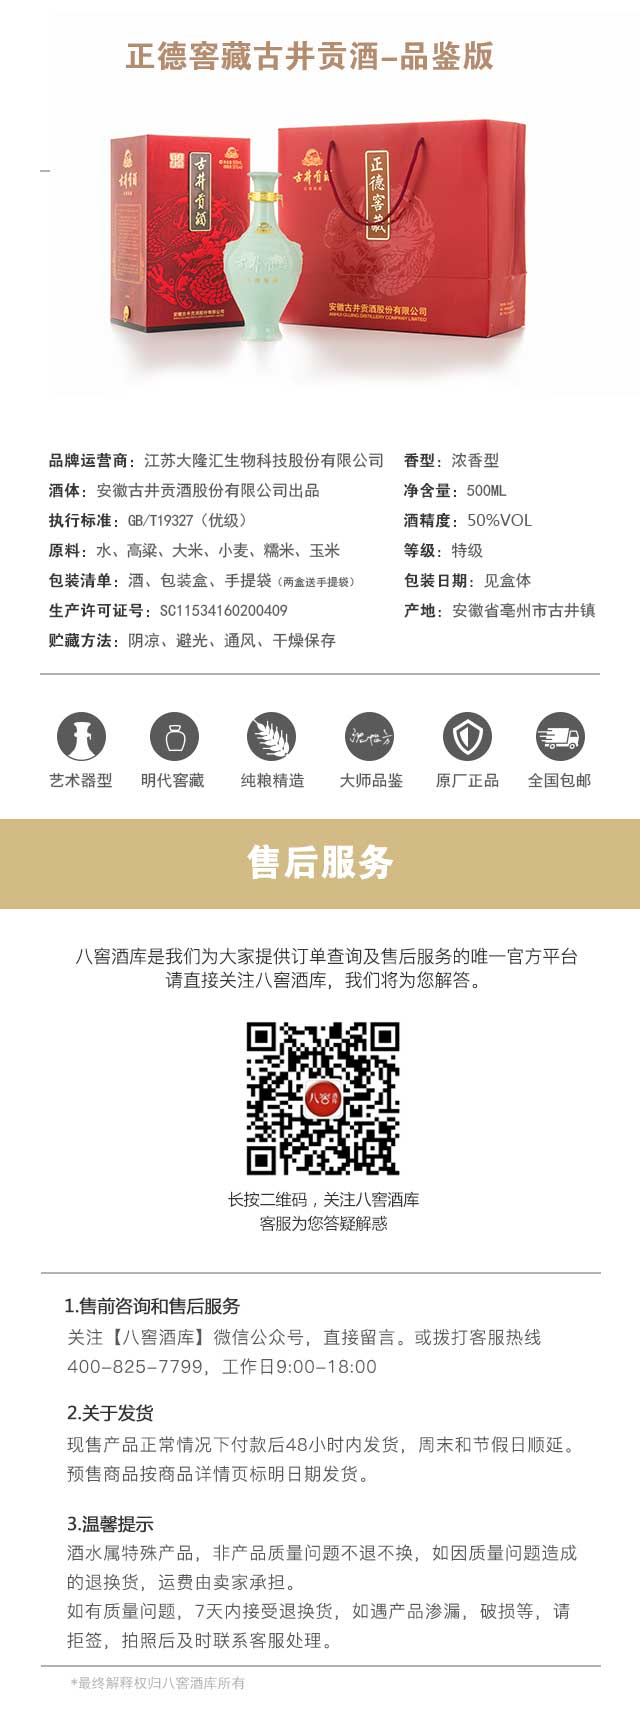 正德窖藏古井贡酒-品鉴版
古井贡酒
古井贡酒
正德窖藏
安徽古井贡酒股份有限公司
安徽古井贡酒股份有限公司
ANHUI GUJING DISTILLERY COMPANY LIMITED
品牌运营商：江苏大隆汇生物科技股份有限公司 香型：浓香型
酒体：安徽古井贡酒股份有限公司出品 净含量：500ML
执行标准：GB/T19327（优级） 酒精度：50%VOL
原料：水、高粱、大米、小麦、糯米、玉米 等级：特级
包装清单：酒、包装盒、手提袋（两盒送手提袋） 包装日期：见盒体
生产许可证号：SC11534160200409 产地：安徽省亳州市古井镇
贮藏方法：阴凉、避光、通风、干燥保存
艺术器型 明代窖藏 纯粮精造 大师品鉴 原厂正品 全国包邮
售后服务
八窖酒库是我们为大家提供订单查询及售后服务的唯一官方平台
请直接关注八窖酒库，我们将为您解答。
八窖酒库
长按二维码，关注八窖酒库
客服为您答疑解惑
1.售前咨询和售后服务
关注【八窖酒库】微信公众号，直接留言。或拨打客服热线
400-825-7799，工作日9:00-18:00
2.关于发货
现售产品正常情况下付款后48小时内发货，周末和节假日顺延。
预售商品按商品详情页标明日期发货。
3.温馨提示
酒水属特殊产品，非产品质量问题不退不换，如因质量问题造成
的退换货，运费由卖家承担。
如有质量问题，7天内接受退换货，如遇产品渗漏，破损等，请
拒签，拍照后及时联系客服处理。
*最终解释权归八窖酒库所有